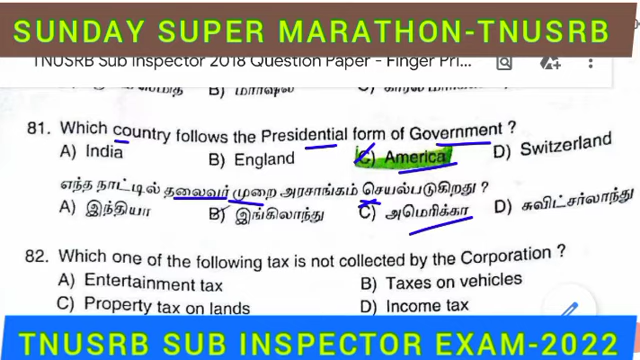 SUNDAY SUPER MARATHON-TNUSRB
TNUSRB Sub Inspector 2018 Question Paper - Finger Pri...
B) மார்ஷல்
81. Which country follows the Presidential form of Government ?
A) India B) England C) America D) Switzerland
எந்த நாட்டில் தலைவர் முறை அரசாங்கம் செயல்படுகிறது ?
A) இந்தியா B) இங்கிலாந்து C) அமெரிக்கா D) சுவிட்சர்லாந்து
82. Which one of the following tax is not collected by the Corporation ?
A) Entertainment tax B) Taxes on vehicles
C) Property tax on lands D) Income tax
TNUSRB SUB INSPECTOR EXAM-2022